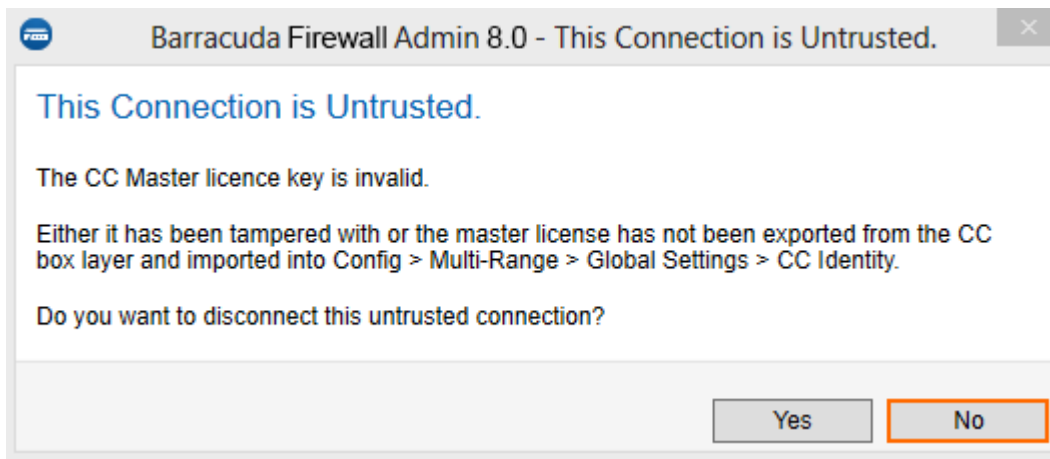 Barracuda Firewall Admin 8.0 - This Connection is Untrusted.
This Connection is Untrusted.
The CC Master licence key is invalid.
Either it has been tampered with or the master license has not been exported from the CC
box layer and imported into Config > Multi-Range > Global Settings > CC Identity.
Do you want to disconnect this untrusted connection?
Yes
No